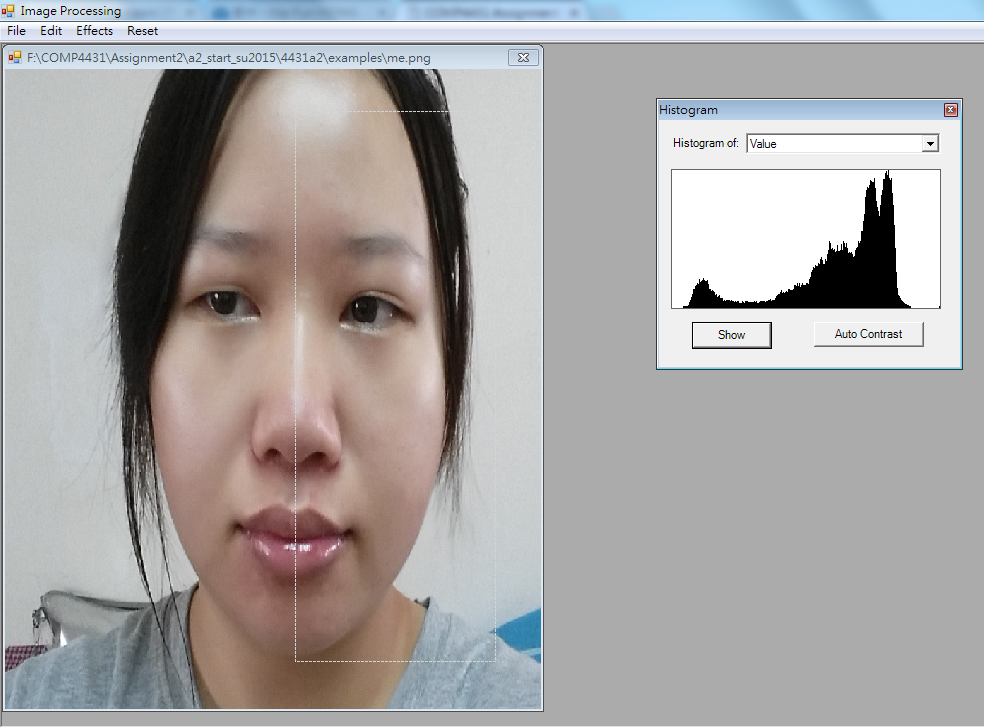 Image Processing
File Edit Effects Reset
F:\COMP4431\Assignment2\a2_start_su2015\4431a2\examples\me.png
Histogram
Histogram of: Value
Show Auto Contrast